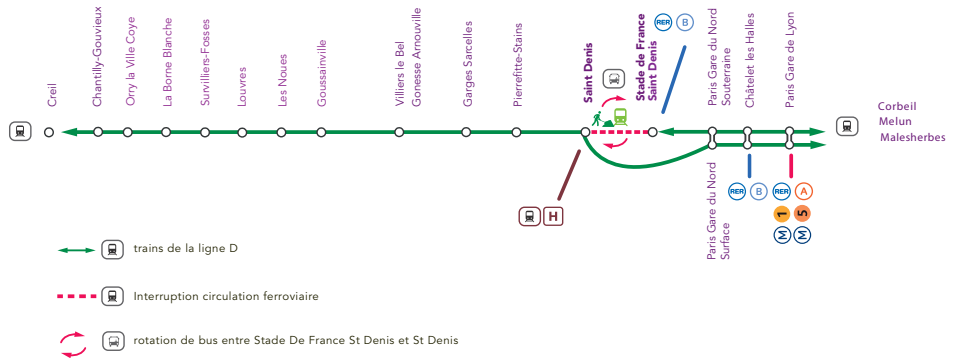 Creil
Chantilly-Gouvieux
Orry la Ville Coye
La Borne Blanche
Survilliers-Fosses
Louvres
Les Noues
Goussainville
Villiers le Bel
Gonesse Arnouville
Garges Sarcelles
Pierrefitte-Stains
Saint Denis
Stade de France
Saint Denis
RER B
Paris Gare du Nord
Souterraine
Châtelet les Halles
Paris Gare de Lyon
Corbeil
Melun
Malesherbes
H
Paris Gare du Nord
Surface
RER B
RER A
1 5
M M
trains de la ligne D
Interruption circulation ferroviaire
rotation de bus entre Stade De France St Denis et St Denis